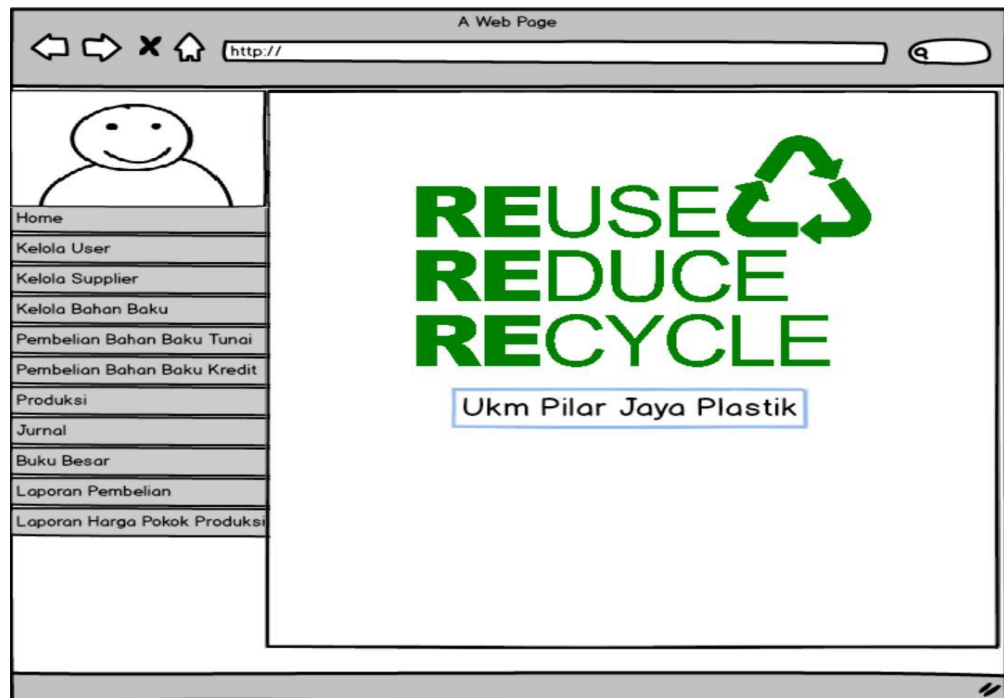 A Web Page
http://
Home
Kelola User
Kelola Supplier
Kelola Bahan Baku
Pembelian Bahan Baku Tunai
Pembelian Bahan Baku Kredit
Produksi
Jurnal
Buku Besar
Laporan Pembelian
Laporan Harga Pokok Produksi
REUSE
REDUCE
RECYCLE
Ukm Pilar Jaya Plastik